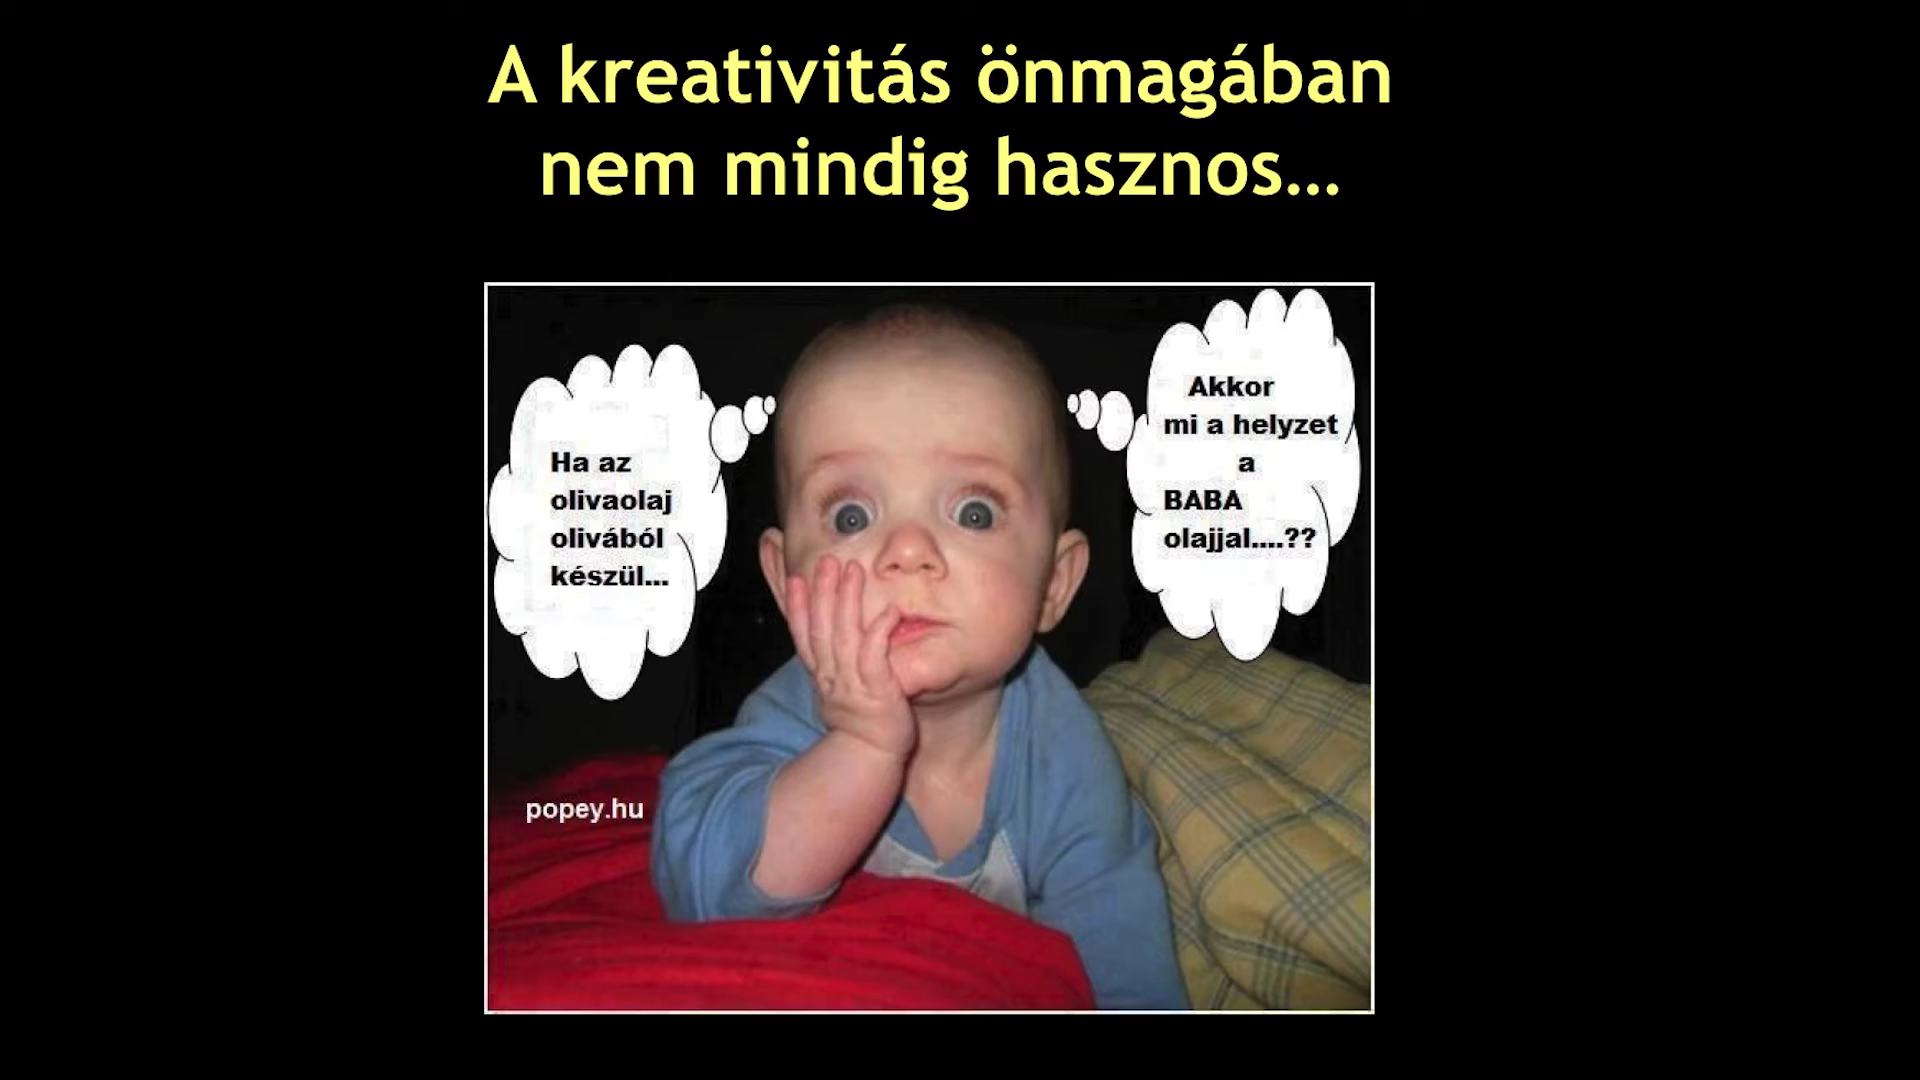 A kreativitás önmagában
nem mindig hasznos...
Ha az
olivaolaj
olivából
készül...
Akkor
mi a helyzet
a
BABA
olajjal....??
popey.hu